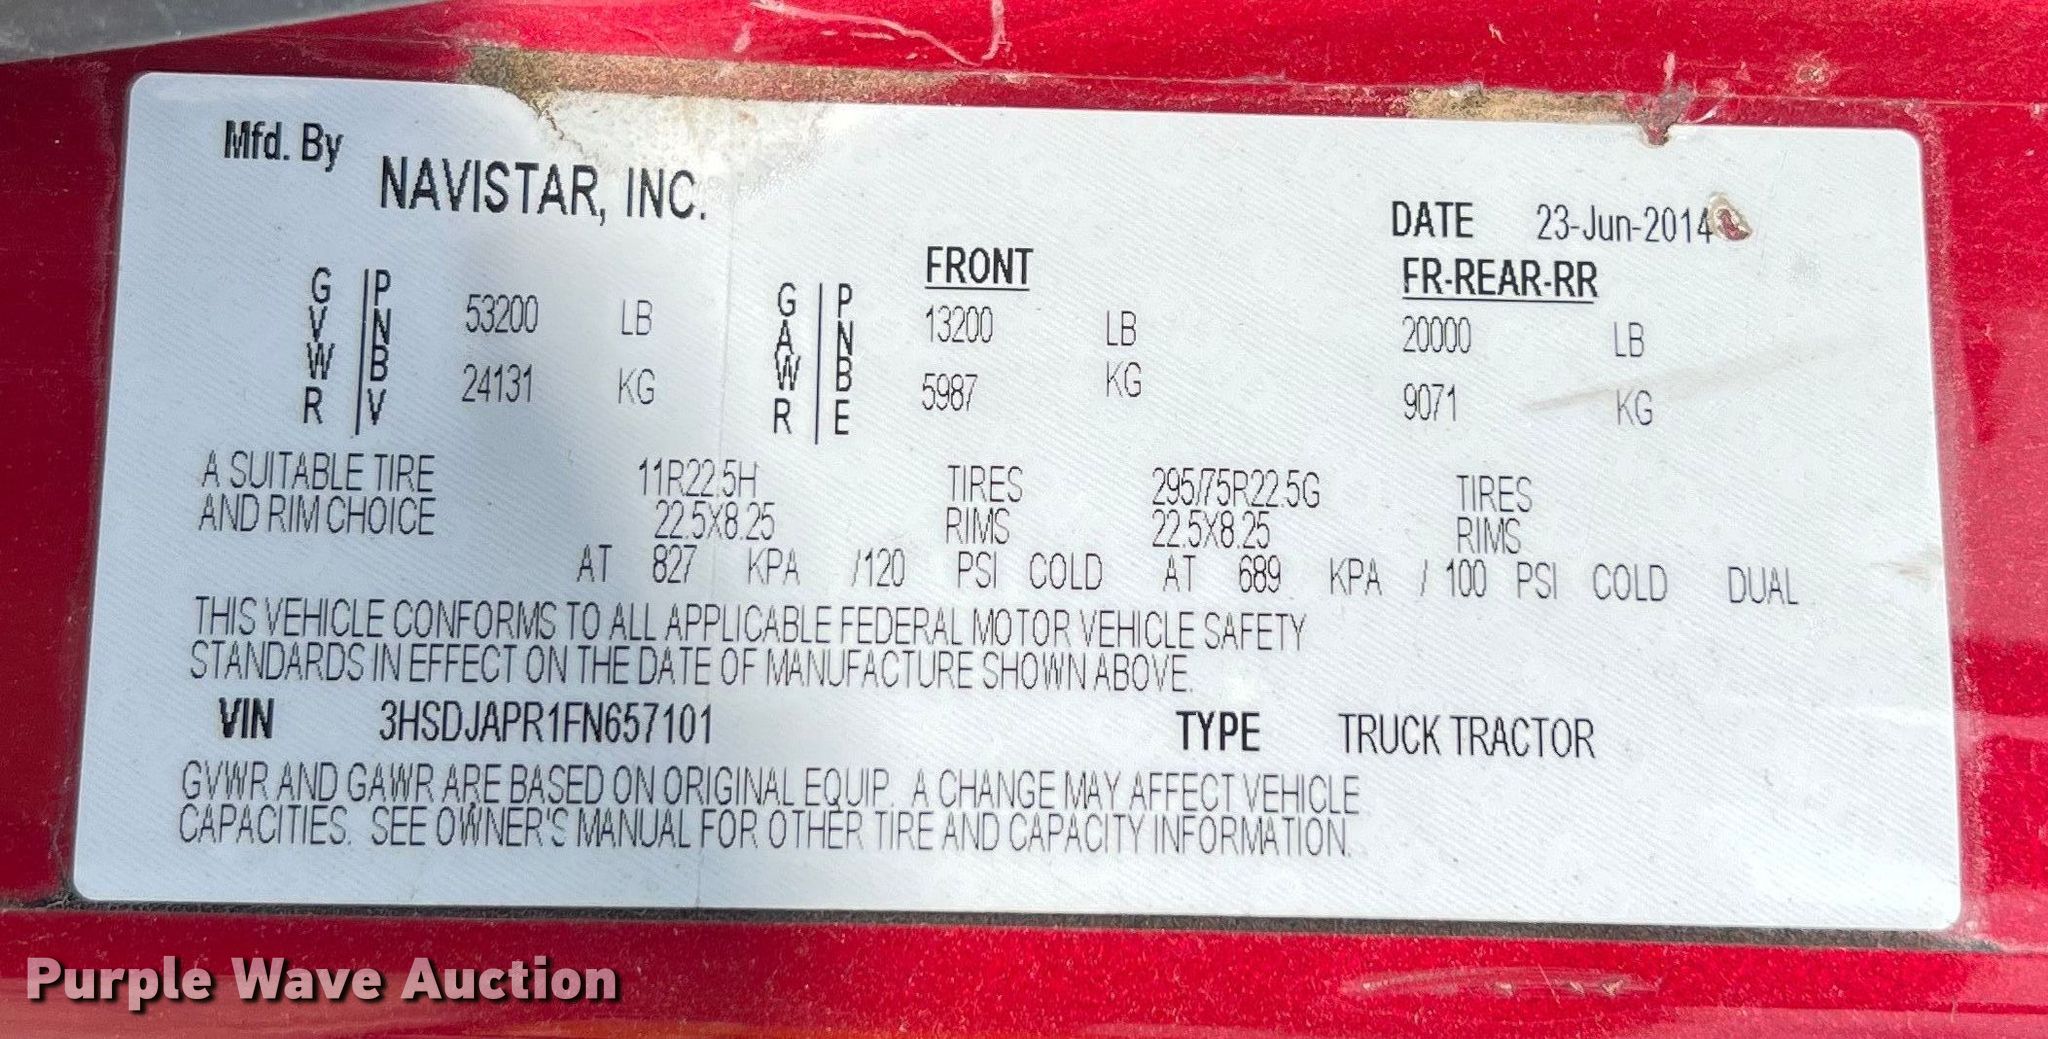 Mfd. By
NAVISTAR, INC.
DATE 23-Jun-2014
FRONT FR-REAR-RR
GVWR PNBV 53200 LB GAWR PNBE 13200 LB 20000 LB
24131 KG 5987 KG 9071 KG
A SUITABLE TIRE 11R22.5H TIRES 295/75R22.5G TIRES
AND RIM CHOICE 22.5X8.25 RIMS 22.5X8.25 RIMS
AT 827 KPA /120 PSI COLD AT 689 KPA / 100 PSI COLD DUAL
THIS VEHICLE CONFORMS TO ALL APPLICABLE FEDERAL MOTOR VEHICLE SAFETY
STANDARDS IN EFFECT ON THE DATE OF MANUFACTURE SHOWN ABOVE.
VIN 3HSDJAPR1FN657101 TYPE TRUCK TRACTOR
GVWR AND GAWR ARE BASED ON ORIGINAL EQUIP. A CHANGE MAY AFFECT VEHICLE
CAPACITIES. SEE OWNER'S MANUAL FOR OTHER TIRE AND CAPACITY INFORMATION.
Purple Wave Auction